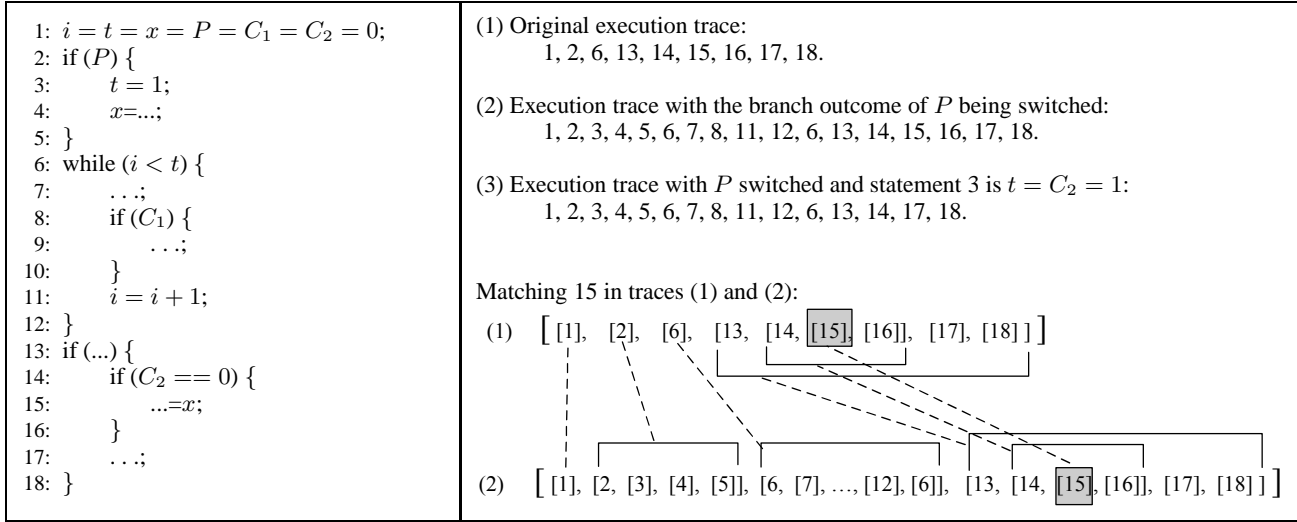 1: i = t = x = P = C₁ = C₂ = 0;
2: if (P) {
3: t = 1;
4: x=...;
5: }
6: while (i < t) {
7: . . .;
8: if (C₁) {
9: . . .;
10: }
11: i = i + 1;
12: }
13: if (...) {
14: if (C₂ == 0) {
15: ...=x;
16: }
17: . . .;
18: }
(1) Original execution trace:
1, 2, 6, 13, 14, 15, 16, 17, 18.
(2) Execution trace with the branch outcome of P being switched:
1, 2, 3, 4, 5, 6, 7, 8, 11, 12, 6, 13, 14, 15, 16, 17, 18.
(3) Execution trace with P switched and statement 3 is t = C₂ = 1:
1, 2, 3, 4, 5, 6, 7, 8, 11, 12, 6, 13, 14, 17, 18.
Matching 15 in traces (1) and (2):
(1) [ [1], [2], [6], [13, [14, [15], [16]], [17], [18] ] ]
(2) [ [1], [2, [3], [4], [5]], [6, [7], ..., [12], [6]], [13, [14, [15], [16]], [17], [18] ] ]